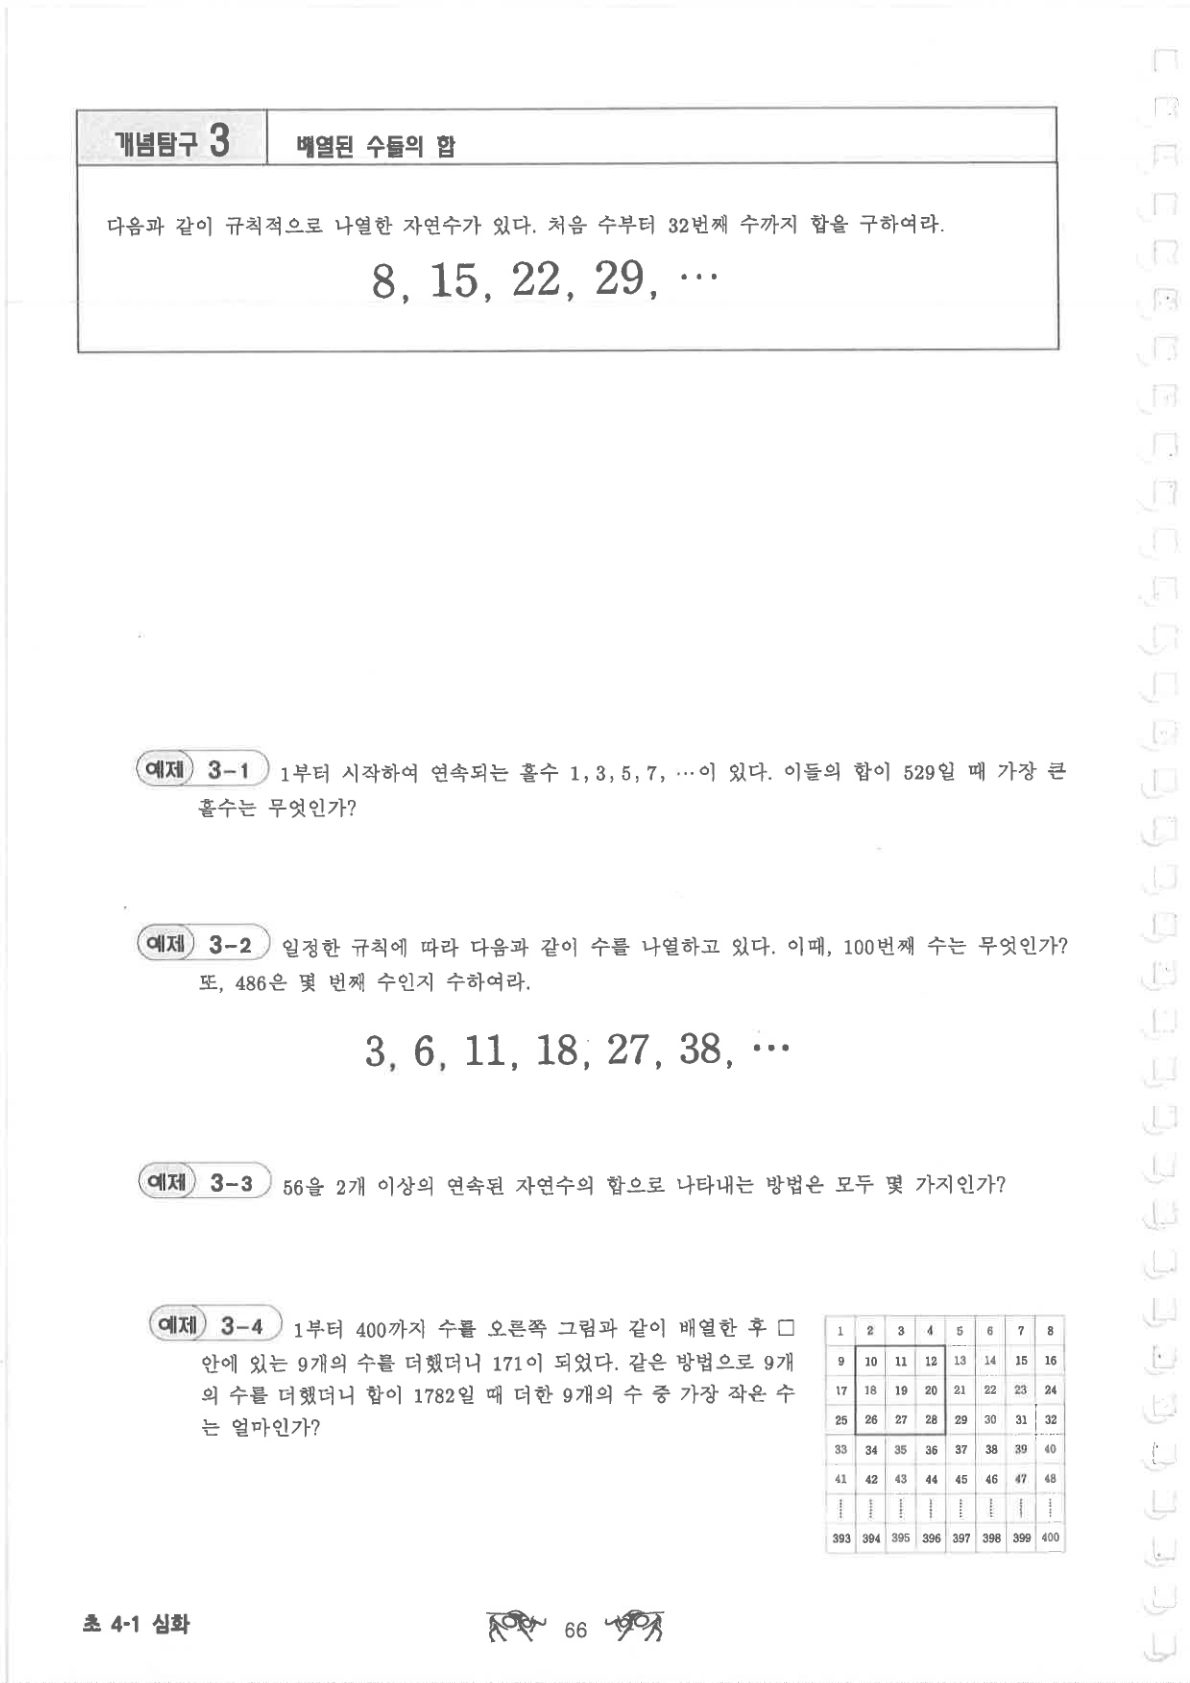 개념탐구 3 배열된 수들의 합
다음과 같이 규칙적으로 나열한 자연수가 있다. 처음 수부터 32번째 수까지 합을 구하여라.
8, 15, 22, 29, ⋯
예제 3-1 1부터 시작하여 연속되는 홀수 1, 3, 5, 7, ⋯이 있다. 이들의 합이 529일 때 가장 큰
홀수는 무엇인가?
예제 3-2 일정한 규칙에 따라 다음과 같이 수를 나열하고 있다. 이때, 100번째 수는 무엇인가?
또, 486은 몇 번째 수인지 수하여라.
3, 6, 11, 18, 27, 38, ⋯
예제 3-3 56을 2개 이상의 연속된 자연수의 합으로 나타내는 방법은 모두 몇 가지인가?
예제 3-4 1부터 400까지 수를 오른쪽 그림과 같이 배열한 후 □
안에 있는 9개의 수를 더했더니 171이 되었다. 같은 방법으로 9개
의 수를 더했더니 합이 1782일 때 더한 9개의 수 중 가장 작은 수
는 얼마인가?
1 2 3 4 5 6 7 8
9 10 11 12 13 14 15 16
17 18 19 20 21 22 23 24
25 26 27 28 29 30 31 32
33 34 35 36 37 38 39 40
41 42 43 44 45 46 47 48
393 394 395 396 397 398 399 400
초 4-1 심화
66